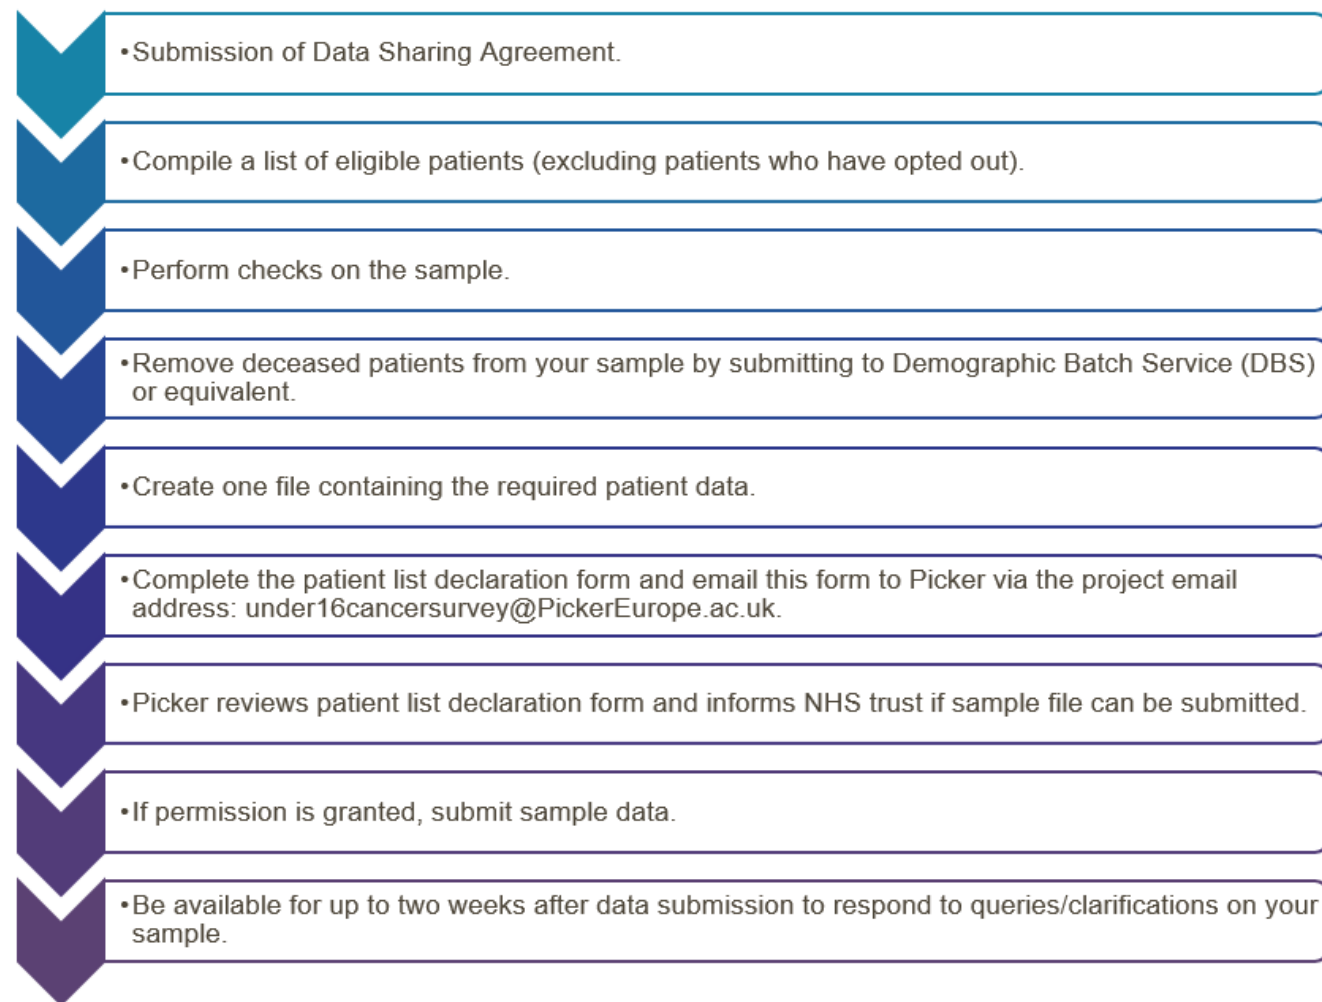 •Submission of Data Sharing Agreement.
•Compile a list of eligible patients (excluding patients who have opted out).
•Perform checks on the sample.
•Remove deceased patients from your sample by submitting to Demographic Batch Service (DBS)
or equivalent.
•Create one file containing the required patient data.
•Complete the patient list declaration form and email this form to Picker via the project email
address: under16cancersurvey@PickerEurope.ac.uk.
•Picker reviews patient list declaration form and informs NHS trust if sample file can be submitted.
•If permission is granted, submit sample data.
•Be available for up to two weeks after data submission to respond to queries/clarifications on your
sample.